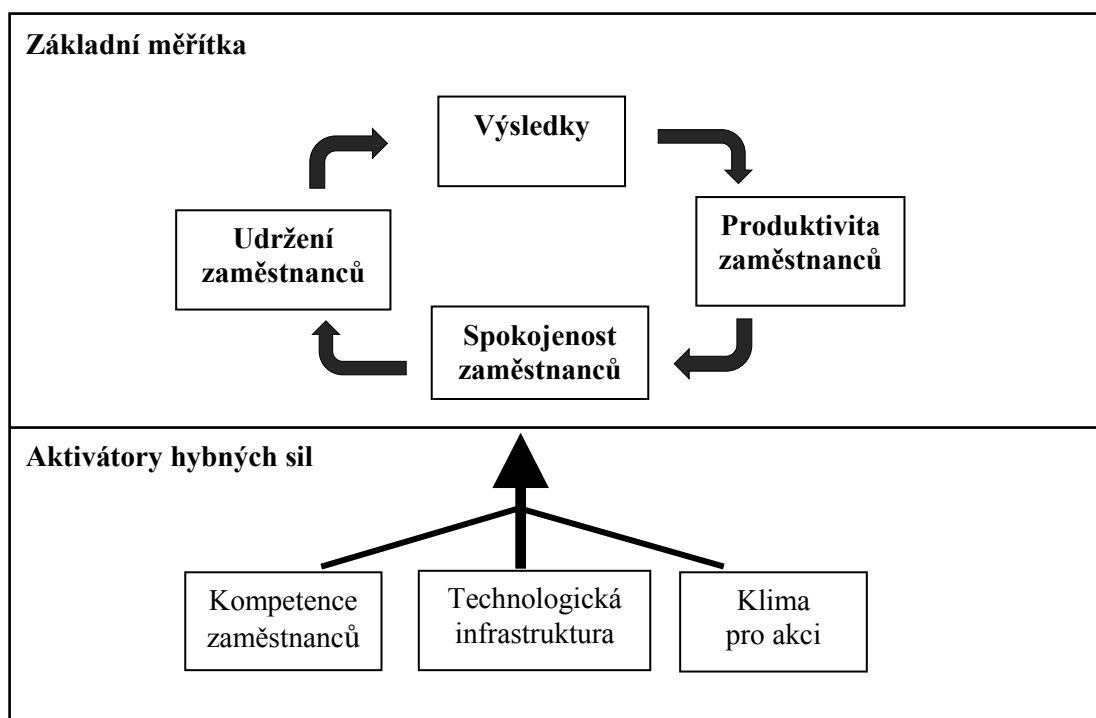 Základní měřítka
Výsledky
Udržení
zaměstnanců
Produktivita
zaměstnanců
Spokojenost
zaměstnanců
Aktivátory hybných sil
Kompetence
zaměstnanců
Technologická
infrastruktura
Klima
pro akci